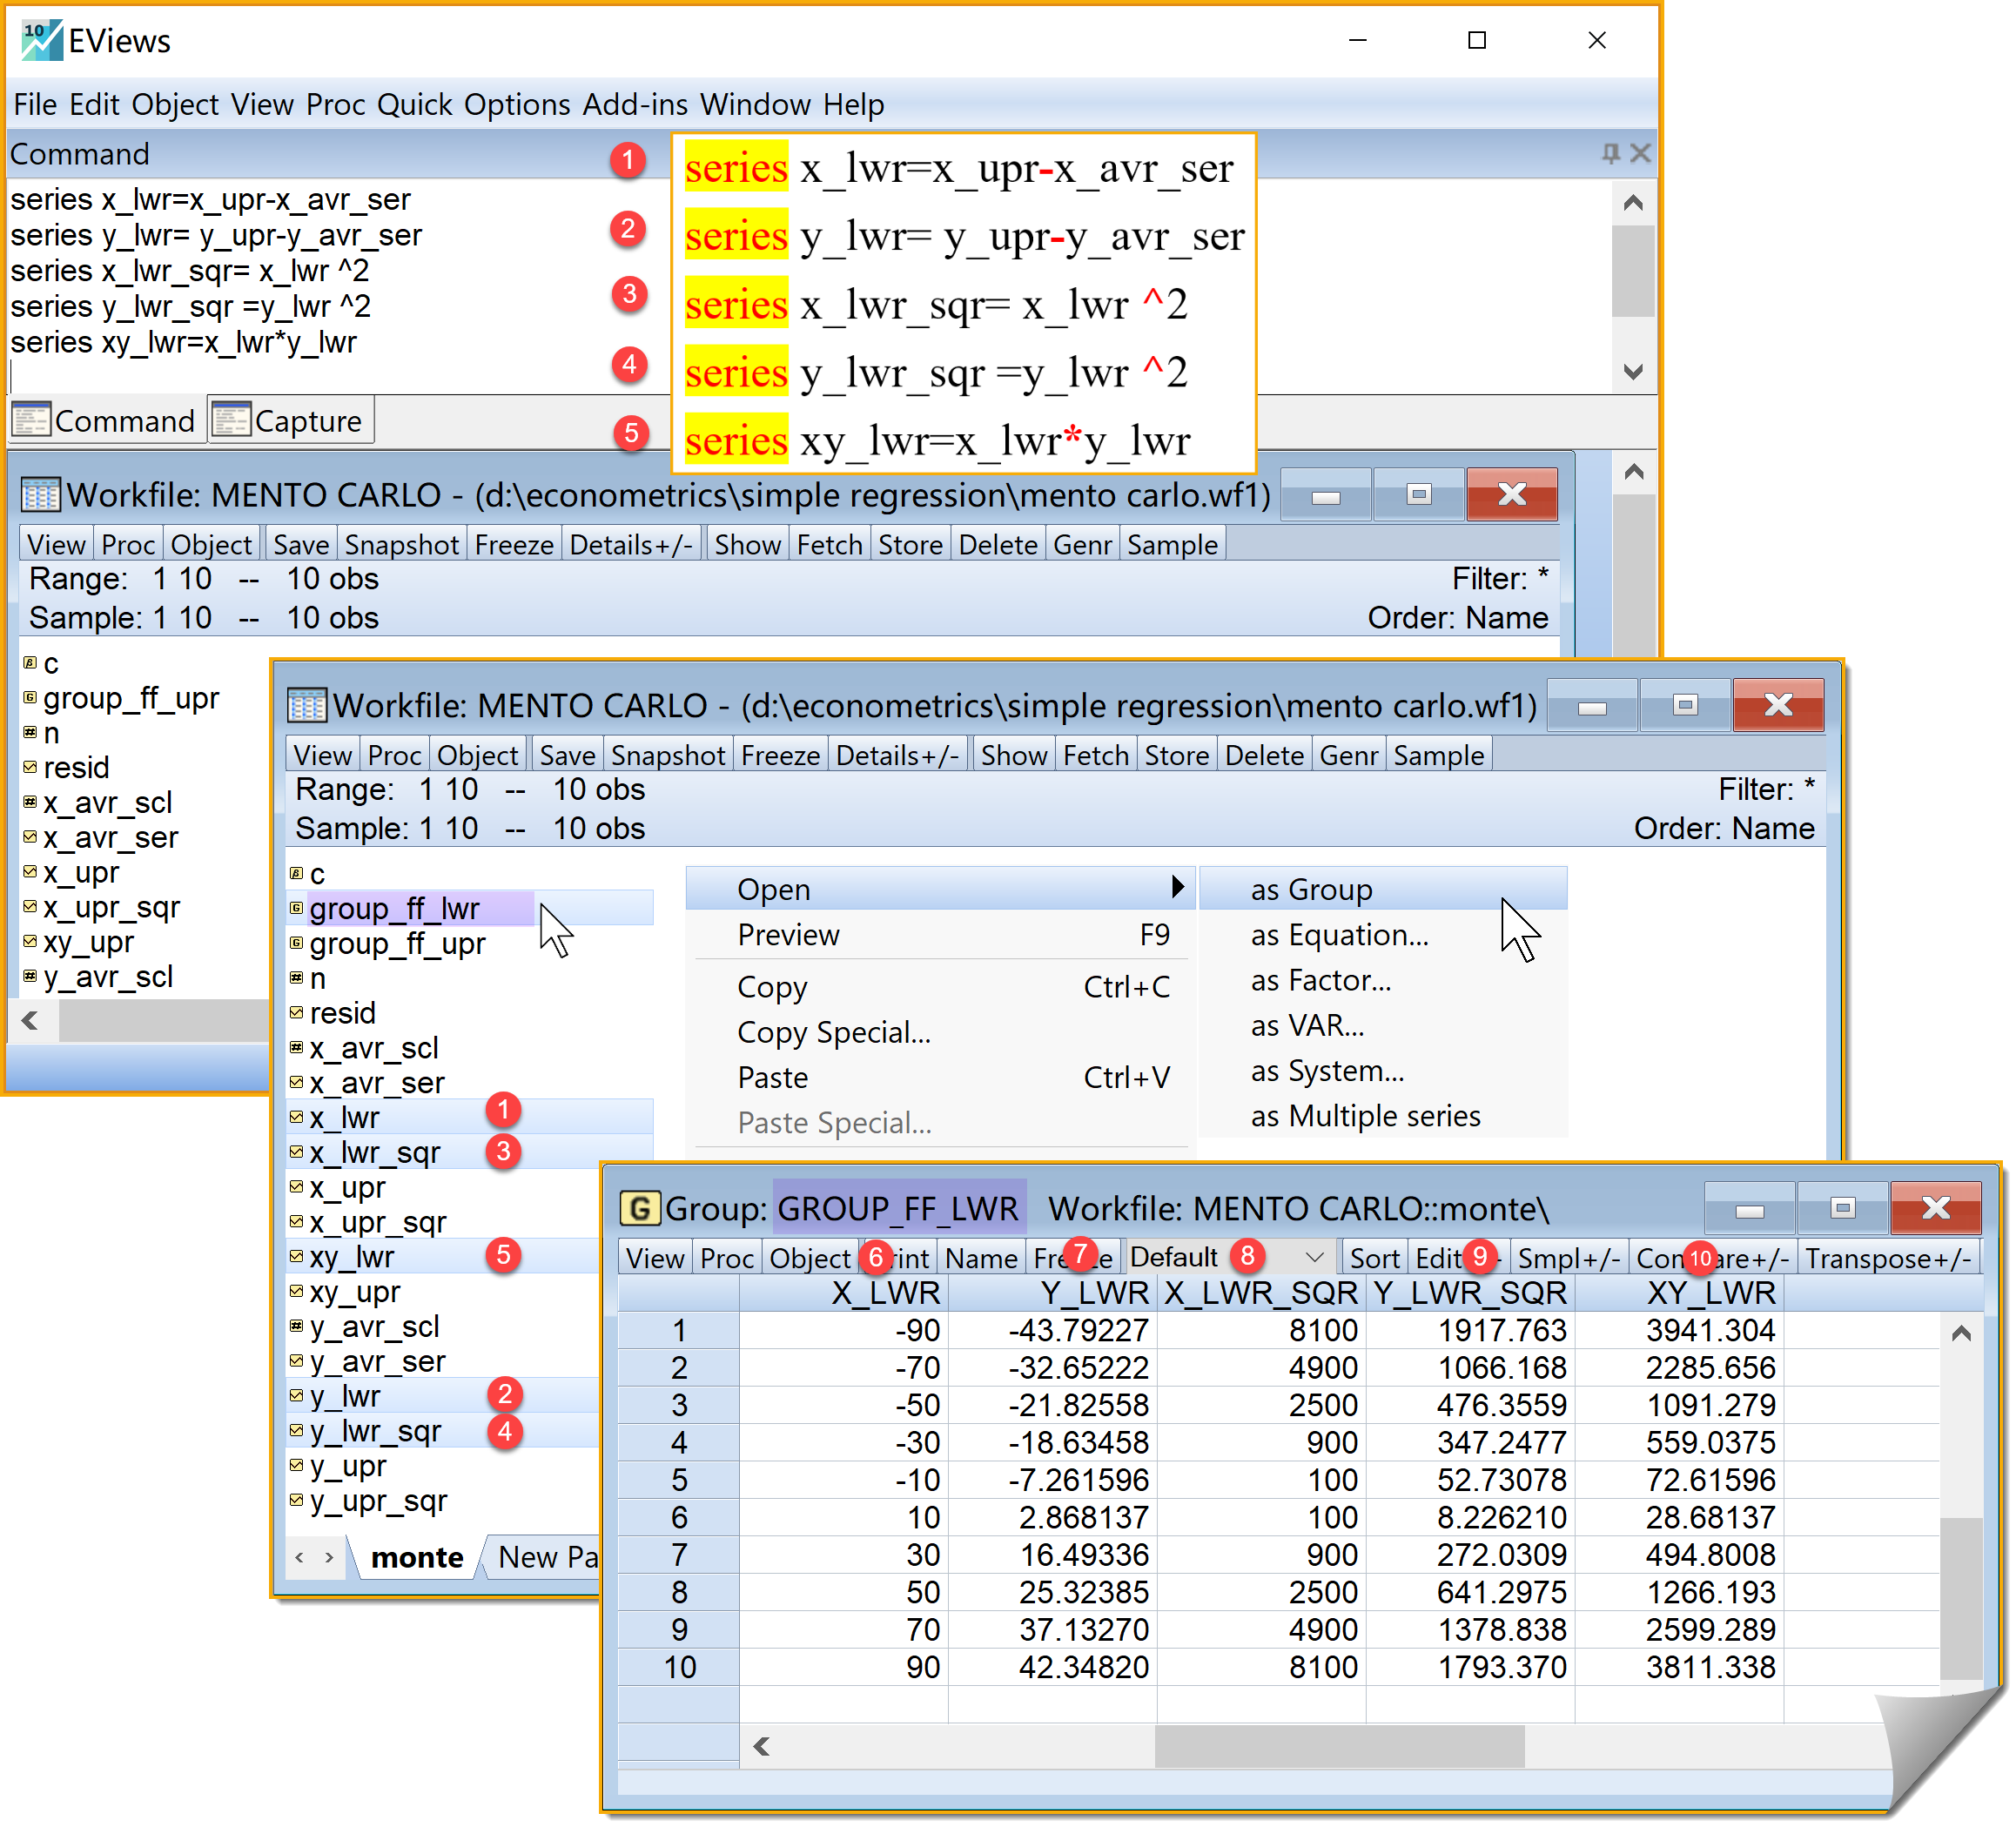 10 EViews
File Edit Object View Proc Quick Options Add-ins Window Help
Command
series x_lwr=x_upr-x_avr_ser
series y_lwr= y_upr-y_avr_ser
series x_lwr_sqr= x_lwr ^2
series y_lwr_sqr =y_lwr ^2
series xy_lwr=x_lwr*y_lwr
1 series x_lwr=x_upr-x_avr_ser
2 series y_lwr= y_upr-y_avr_ser
3 series x_lwr_sqr= x_lwr ^2
4 series y_lwr_sqr =y_lwr ^2
5 series xy_lwr=x_lwr*y_lwr
Command Capture
Workfile: MENTO CARLO - (d:\econometrics\simple regression\mento carlo.wf1)
View Proc Object Save Snapshot Freeze Details+/- Show Fetch Store Delete Genr Sample
Range: 1 10 -- 10 obs Filter: *
Sample: 1 10 -- 10 obs Order: Name
c
group_ff_upr
n
resid
x_avr_scl
x_avr_ser
x_upr
x_upr_sqr
xy_upr
y_avr_scl
Workfile: MENTO CARLO - (d:\econometrics\simple regression\mento carlo.wf1)
View Proc Object Save Snapshot Freeze Details+/- Show Fetch Store Delete Genr Sample
Range: 1 10 -- 10 obs Filter: *
Sample: 1 10 -- 10 obs Order: Name
c
group_ff_lwr
group_ff_upr
n
resid
x_avr_scl
x_avr_ser
x_lwr 1
x_lwr_sqr 3
x_upr
x_upr_sqr
xy_lwr 5
xy_upr
y_avr_scl
y_avr_ser
y_lwr 2
y_lwr_sqr 4
y_upr
y_upr_sqr
monte New Pa
Open
Preview F9
Copy Ctrl+C
Copy Special...
Paste Ctrl+V
Paste Special...
as Group
as Equation...
as Factor...
as VAR...
as System...
as Multiple series
G Group: GROUP_FF_LWR Workfile: MENTO CARLO::monte\
View Proc Object 6 Name 7 Default 8 Sort 9 Smpl+/- 10 Transpose+/-
X_LWR Y_LWR X_LWR_SQR Y_LWR_SQR XY_LWR
1 -90 -43.79227 8100 1917.763 3941.304
2 -70 -32.65222 4900 1066.168 2285.656
3 -50 -21.82558 2500 476.3559 1091.279
4 -30 -18.63458 900 347.2477 559.0375
5 -10 -7.261596 100 52.73078 72.61596
6 10 2.868137 100 8.226210 28.68137
7 30 16.49336 900 272.0309 494.8008
8 50 25.32385 2500 641.2975 1266.193
9 70 37.13270 4900 1378.838 2599.289
10 90 42.34820 8100 1793.370 3811.338